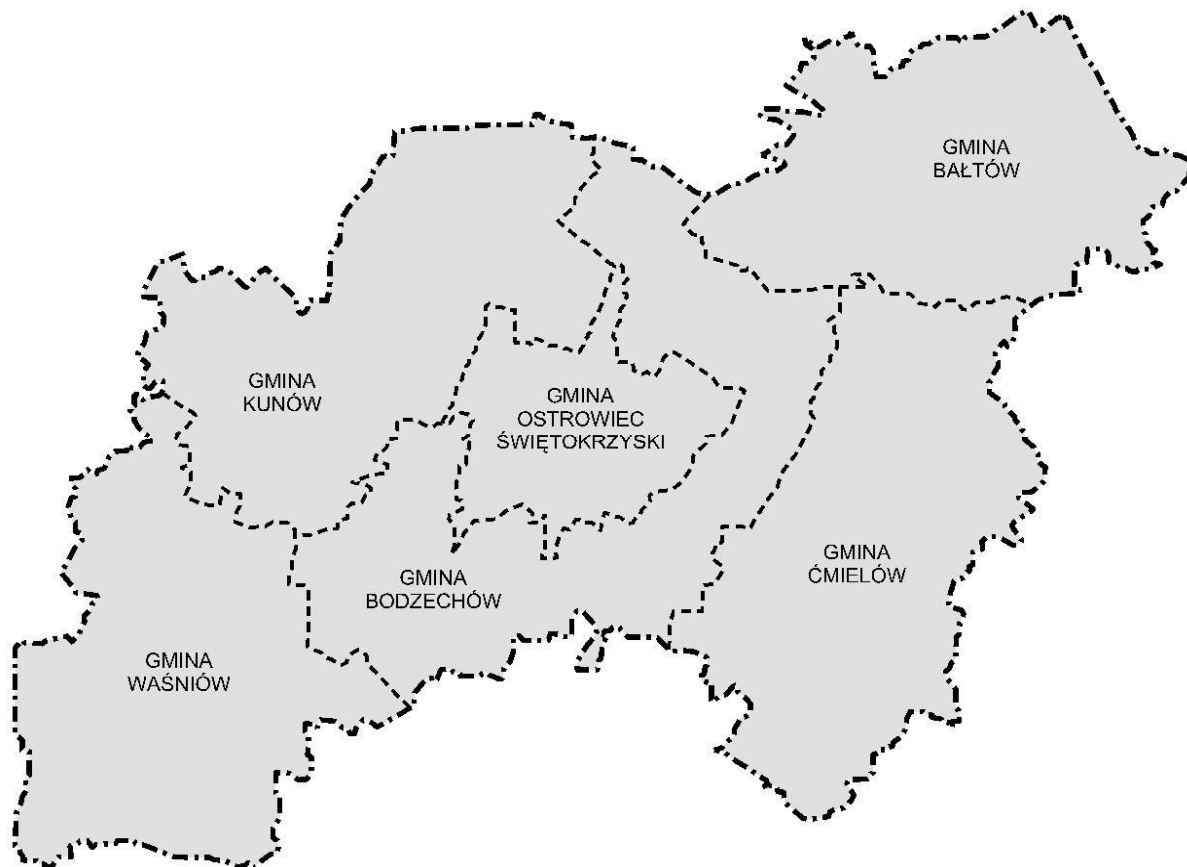 GMINA
BAŁTÓW
GMINA
KUNÓW
GMINA
OSTROWIEC
ŚWIĘTOKRZYSKI
GMINA
ĆMIELÓW
GMINA
BODZECHÓW
GMINA
WAŚNIÓW